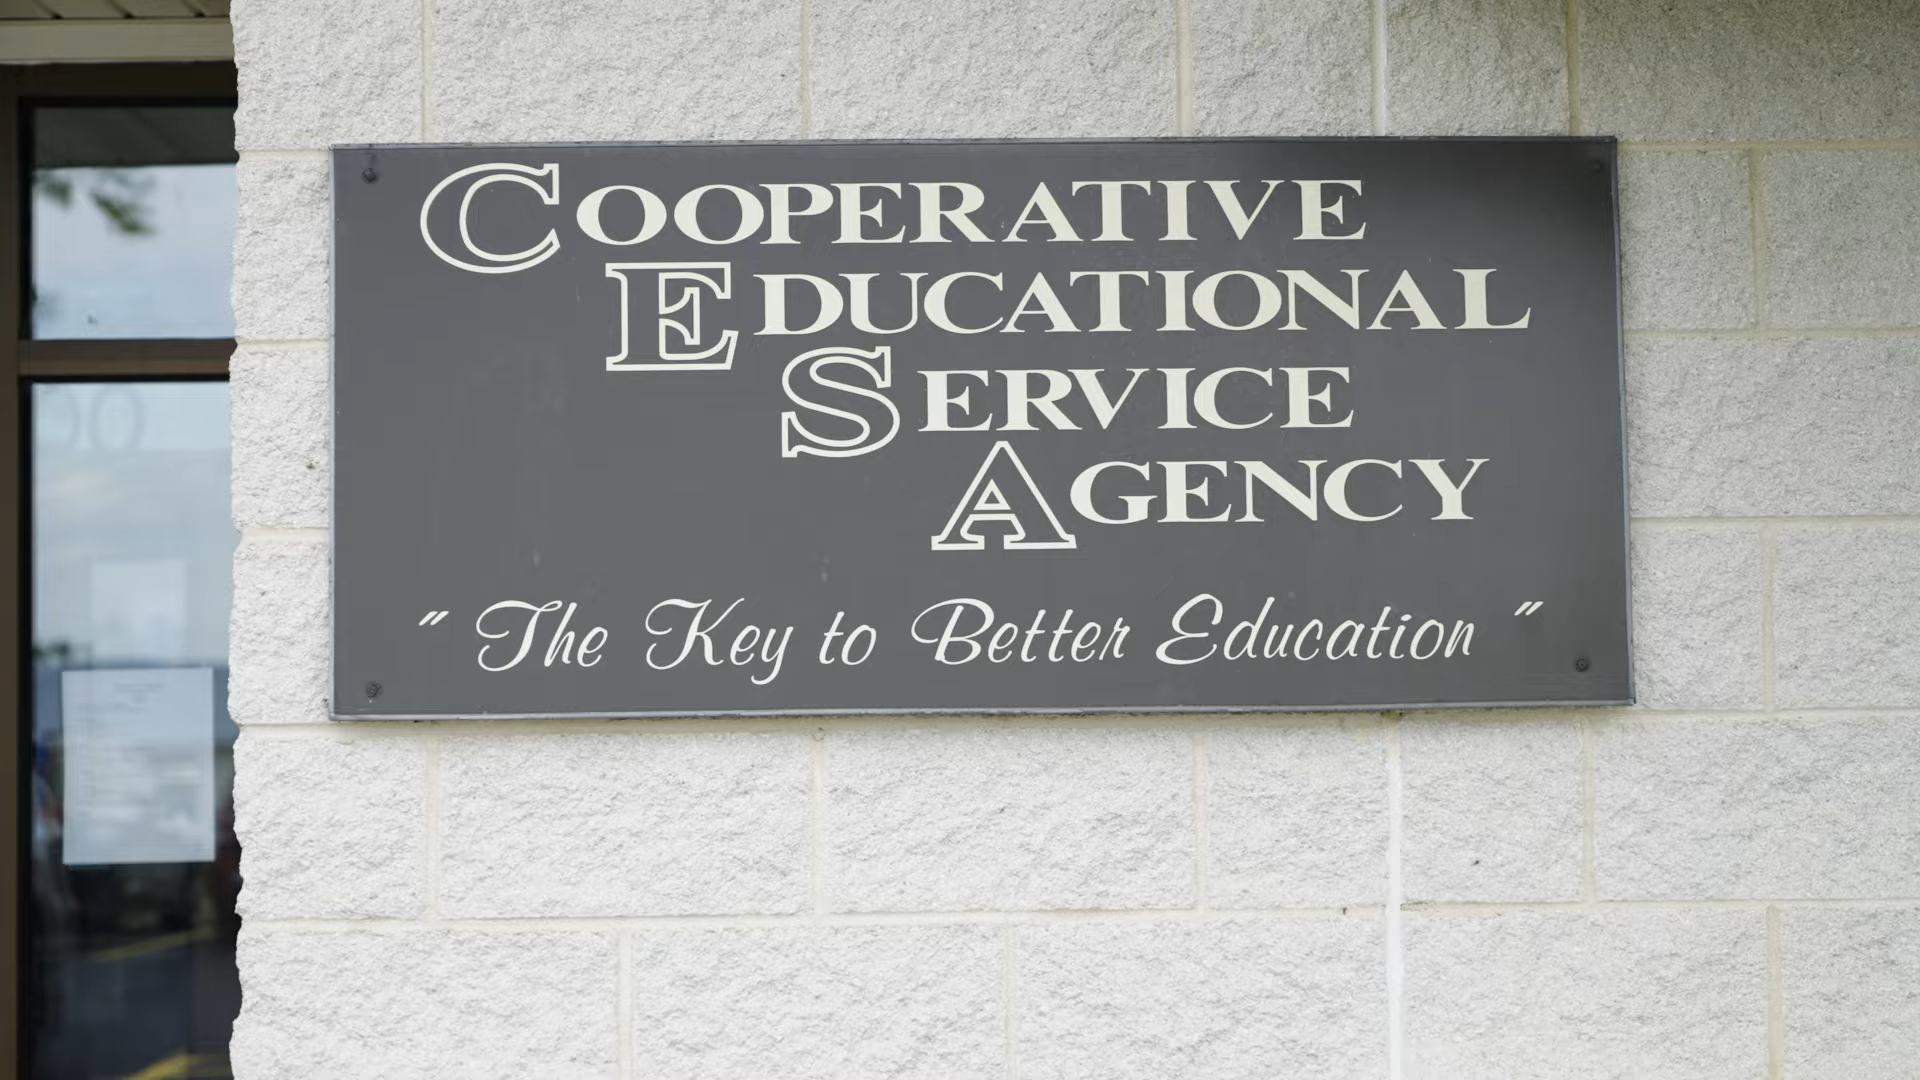 COOPERATIVE
EDUCATIONAL
SERVICE
AGENCY
"The Key to Better Education"